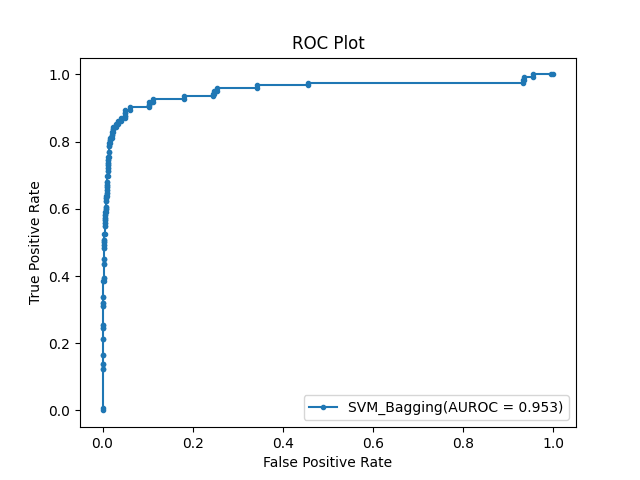 ROC Plot
True Positive Rate
1.0
0.8
0.6
0.4
0.2
0.0
SVM_Bagging(AUROC = 0.953)
0.0 0.2 0.4 0.6 0.8 1.0
False Positive Rate